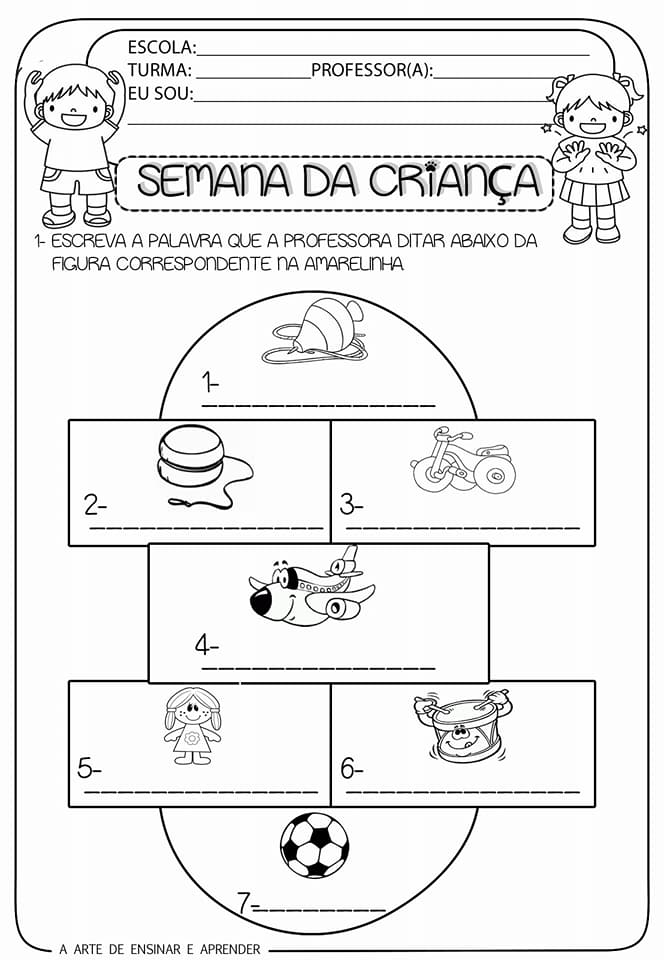 ESCOLA:
TURMA: PROFESSOR(A):
EU SOU:
SEMANA DA CRIANÇA
1- ESCREVA A PALAVRA QUE A PROFESSORA DITAR ABAIXO DA
FIGURA CORRESPONDENTE NA AMARELINHA
1-
2- 3-
4-
5- 6-
7-
A ARTE DE ENSINAR E APRENDER